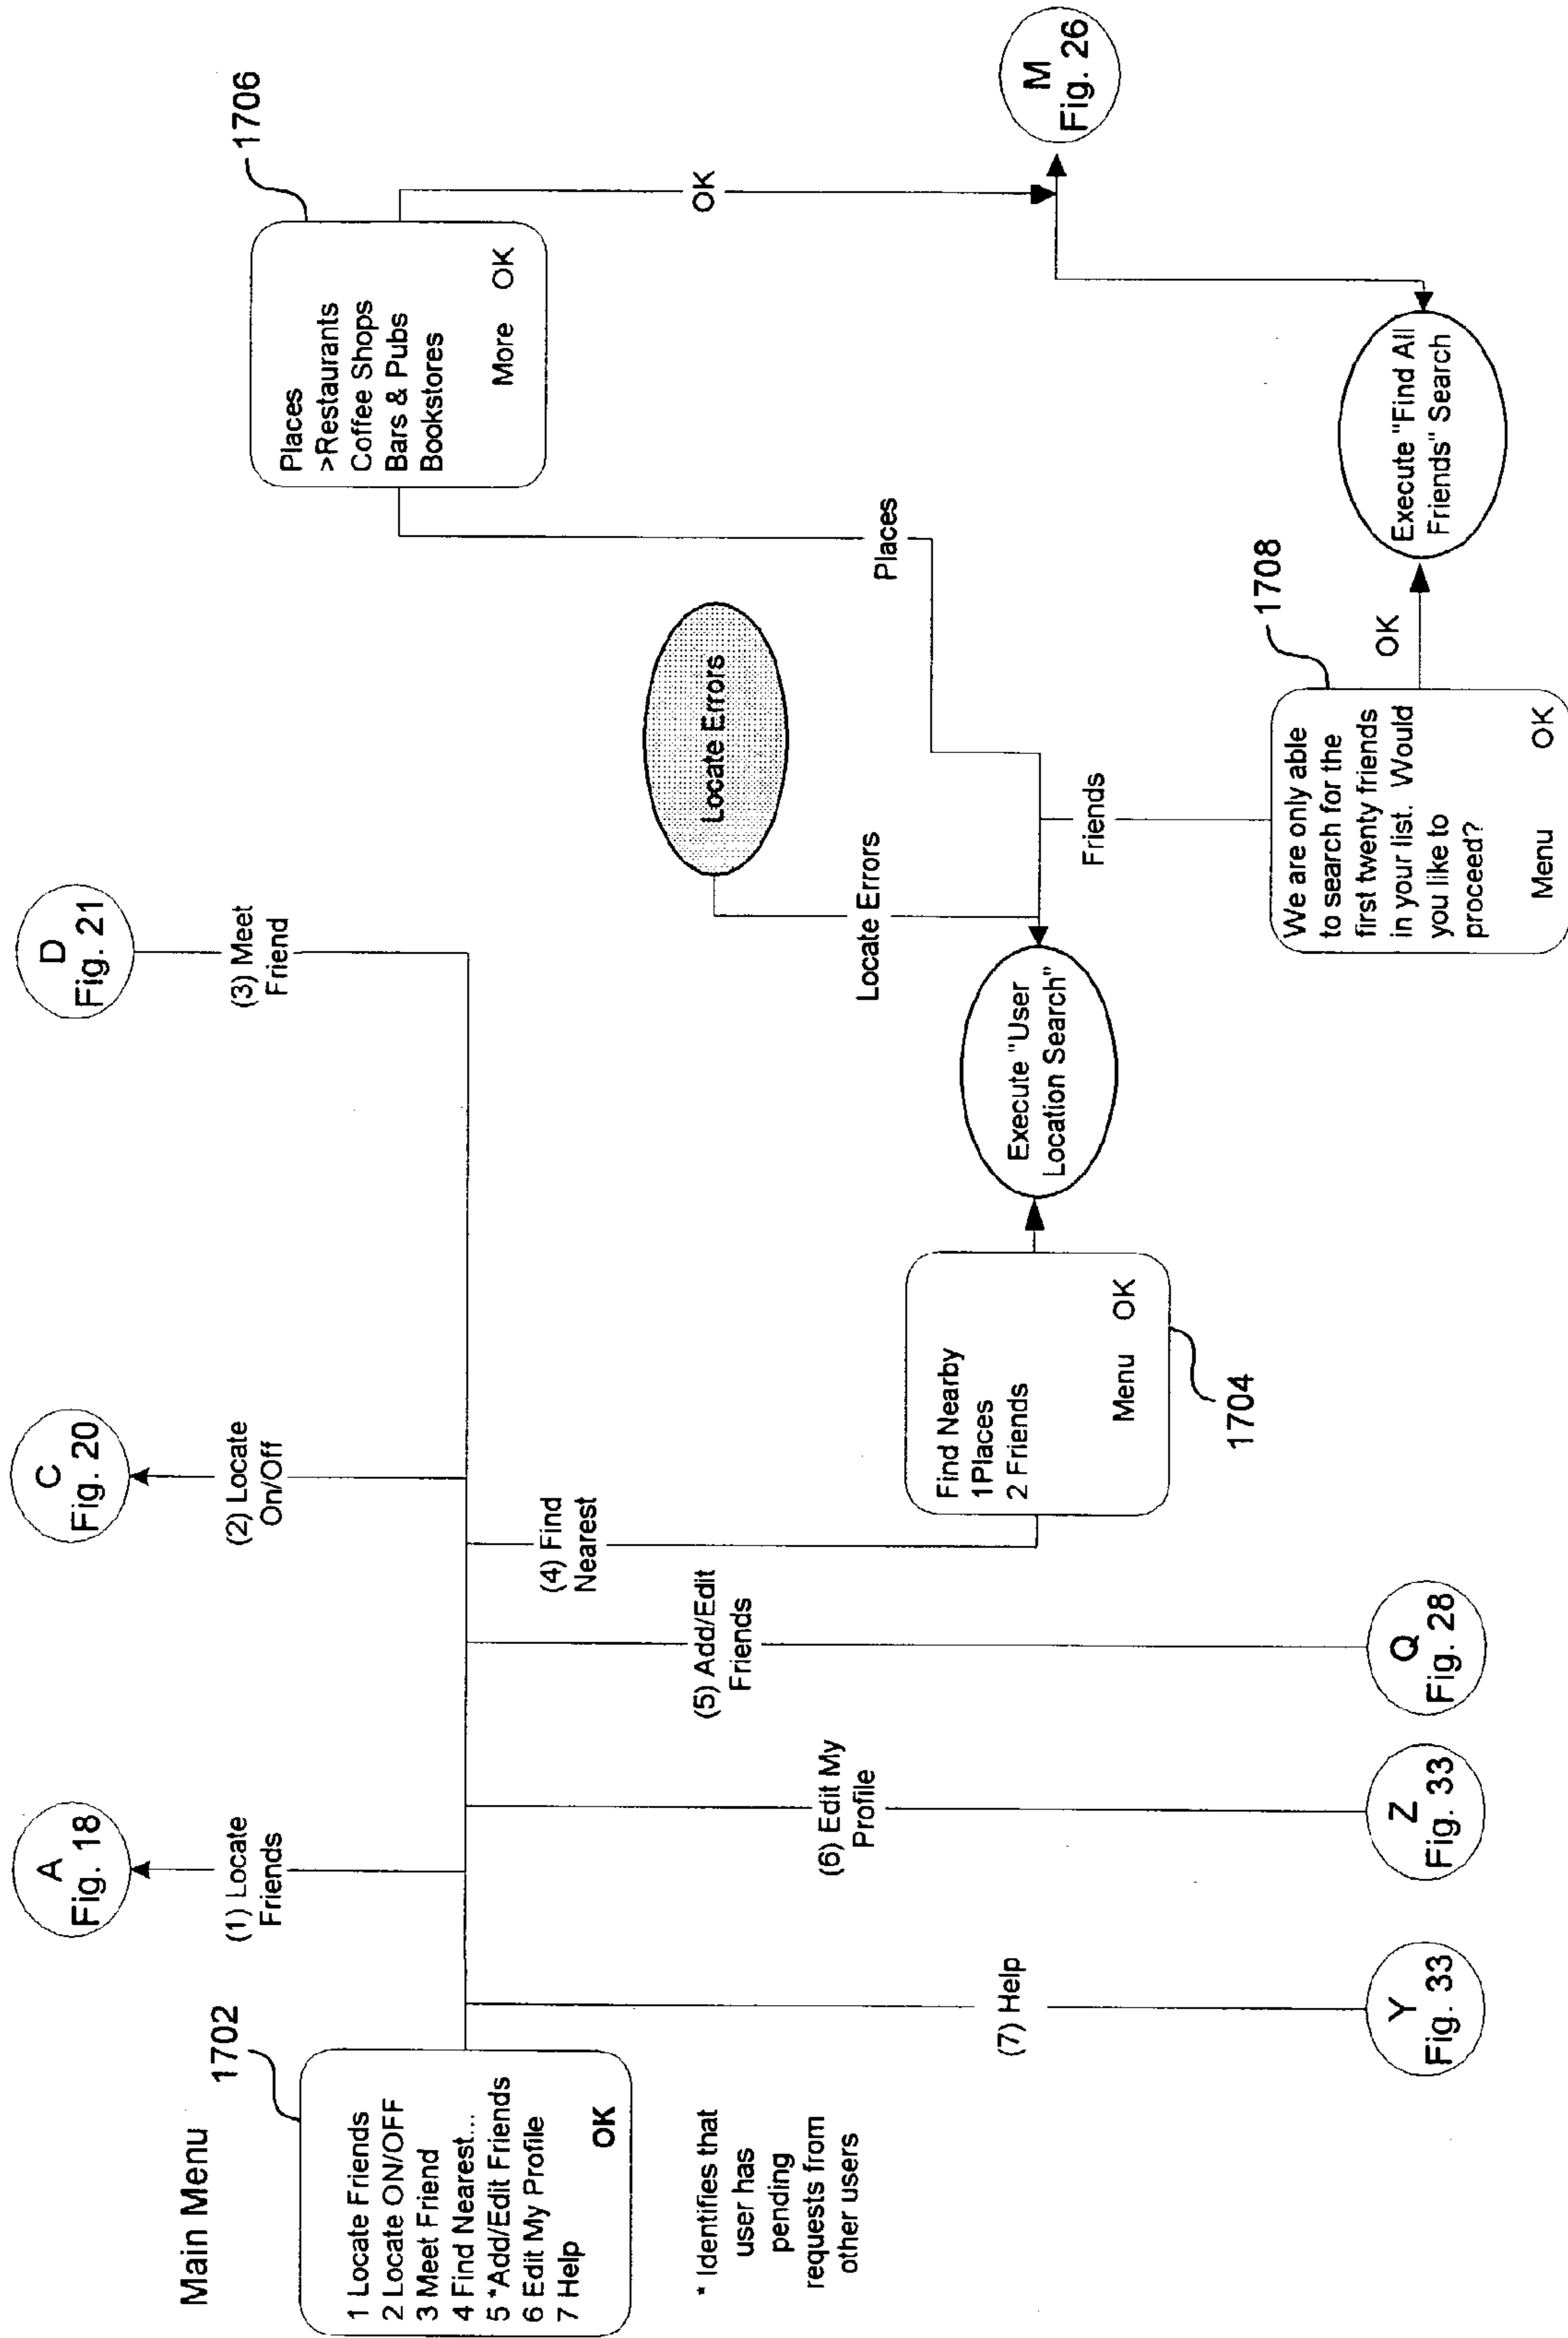 Main Menu
1702
1 Locate Friends
2 Locate ON/OFF
3 Meet Friend
4 Find Nearest...
5 *Add/Edit Friends
6 Edit My Profile
7 Help
OK
* Identifies that
user has
pending
requests from
other users
A
Fig. 18
(1) Locate
Friends
C
Fig. 20
(2) Locate
On/Off
D
Fig. 21
(3) Meet
Friend
(4) Find
Nearest
(5) Add/Edit
Friends
(6) Edit My
Profile
(7) Help
Y
Fig. 33
Z
Fig. 33
Q
Fig. 28
Find Nearby
1Places
2 Friends
Menu OK
1704
Execute "User
Location Search"
Locate Errors
Locate Errors
Places
Friends
Places
>Restaurants
Coffee Shops
Bars & Pubs
Bookstores
More OK
1706
OK
M
Fig. 26
We are only able
to search for the
first twenty friends
in your list. Would
you like to
proceed?
Menu OK
1708
OK
Execute "Find All
Friends" Search